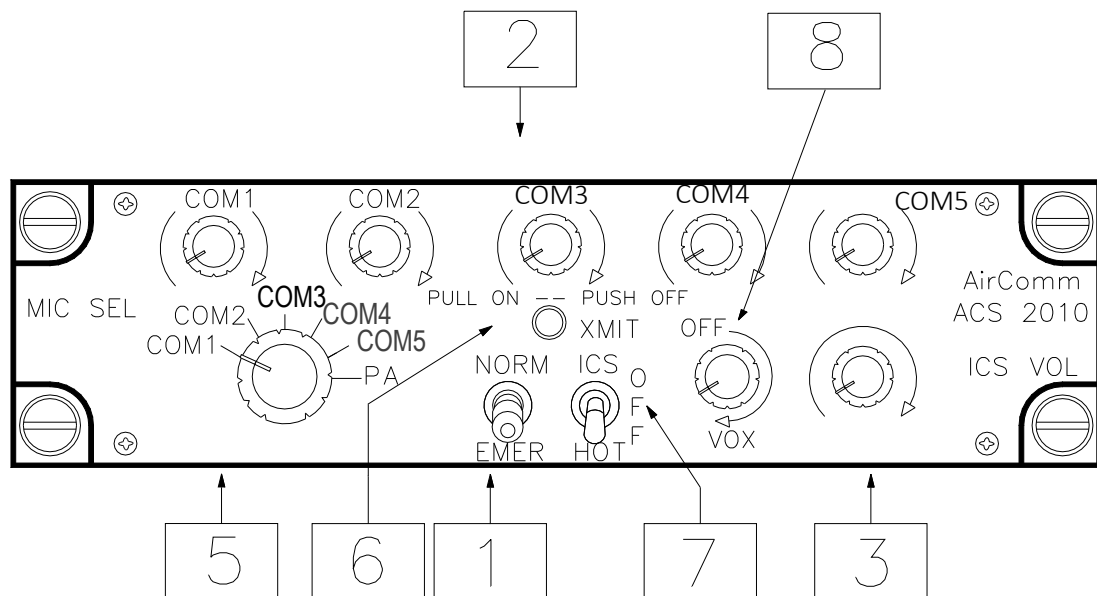 2
8
COM1
COM2
COM3
COM4
COM5
PULL ON -- PUSH OFF
AirComm
ACS 2010
MIC SEL
COM1
COM2
COM3
COM4
COM5
PA
XMIT
OFF
VOX
NORM
EMER
ICS
OFF
HOT
ICS VOL
5
6
1
7
3